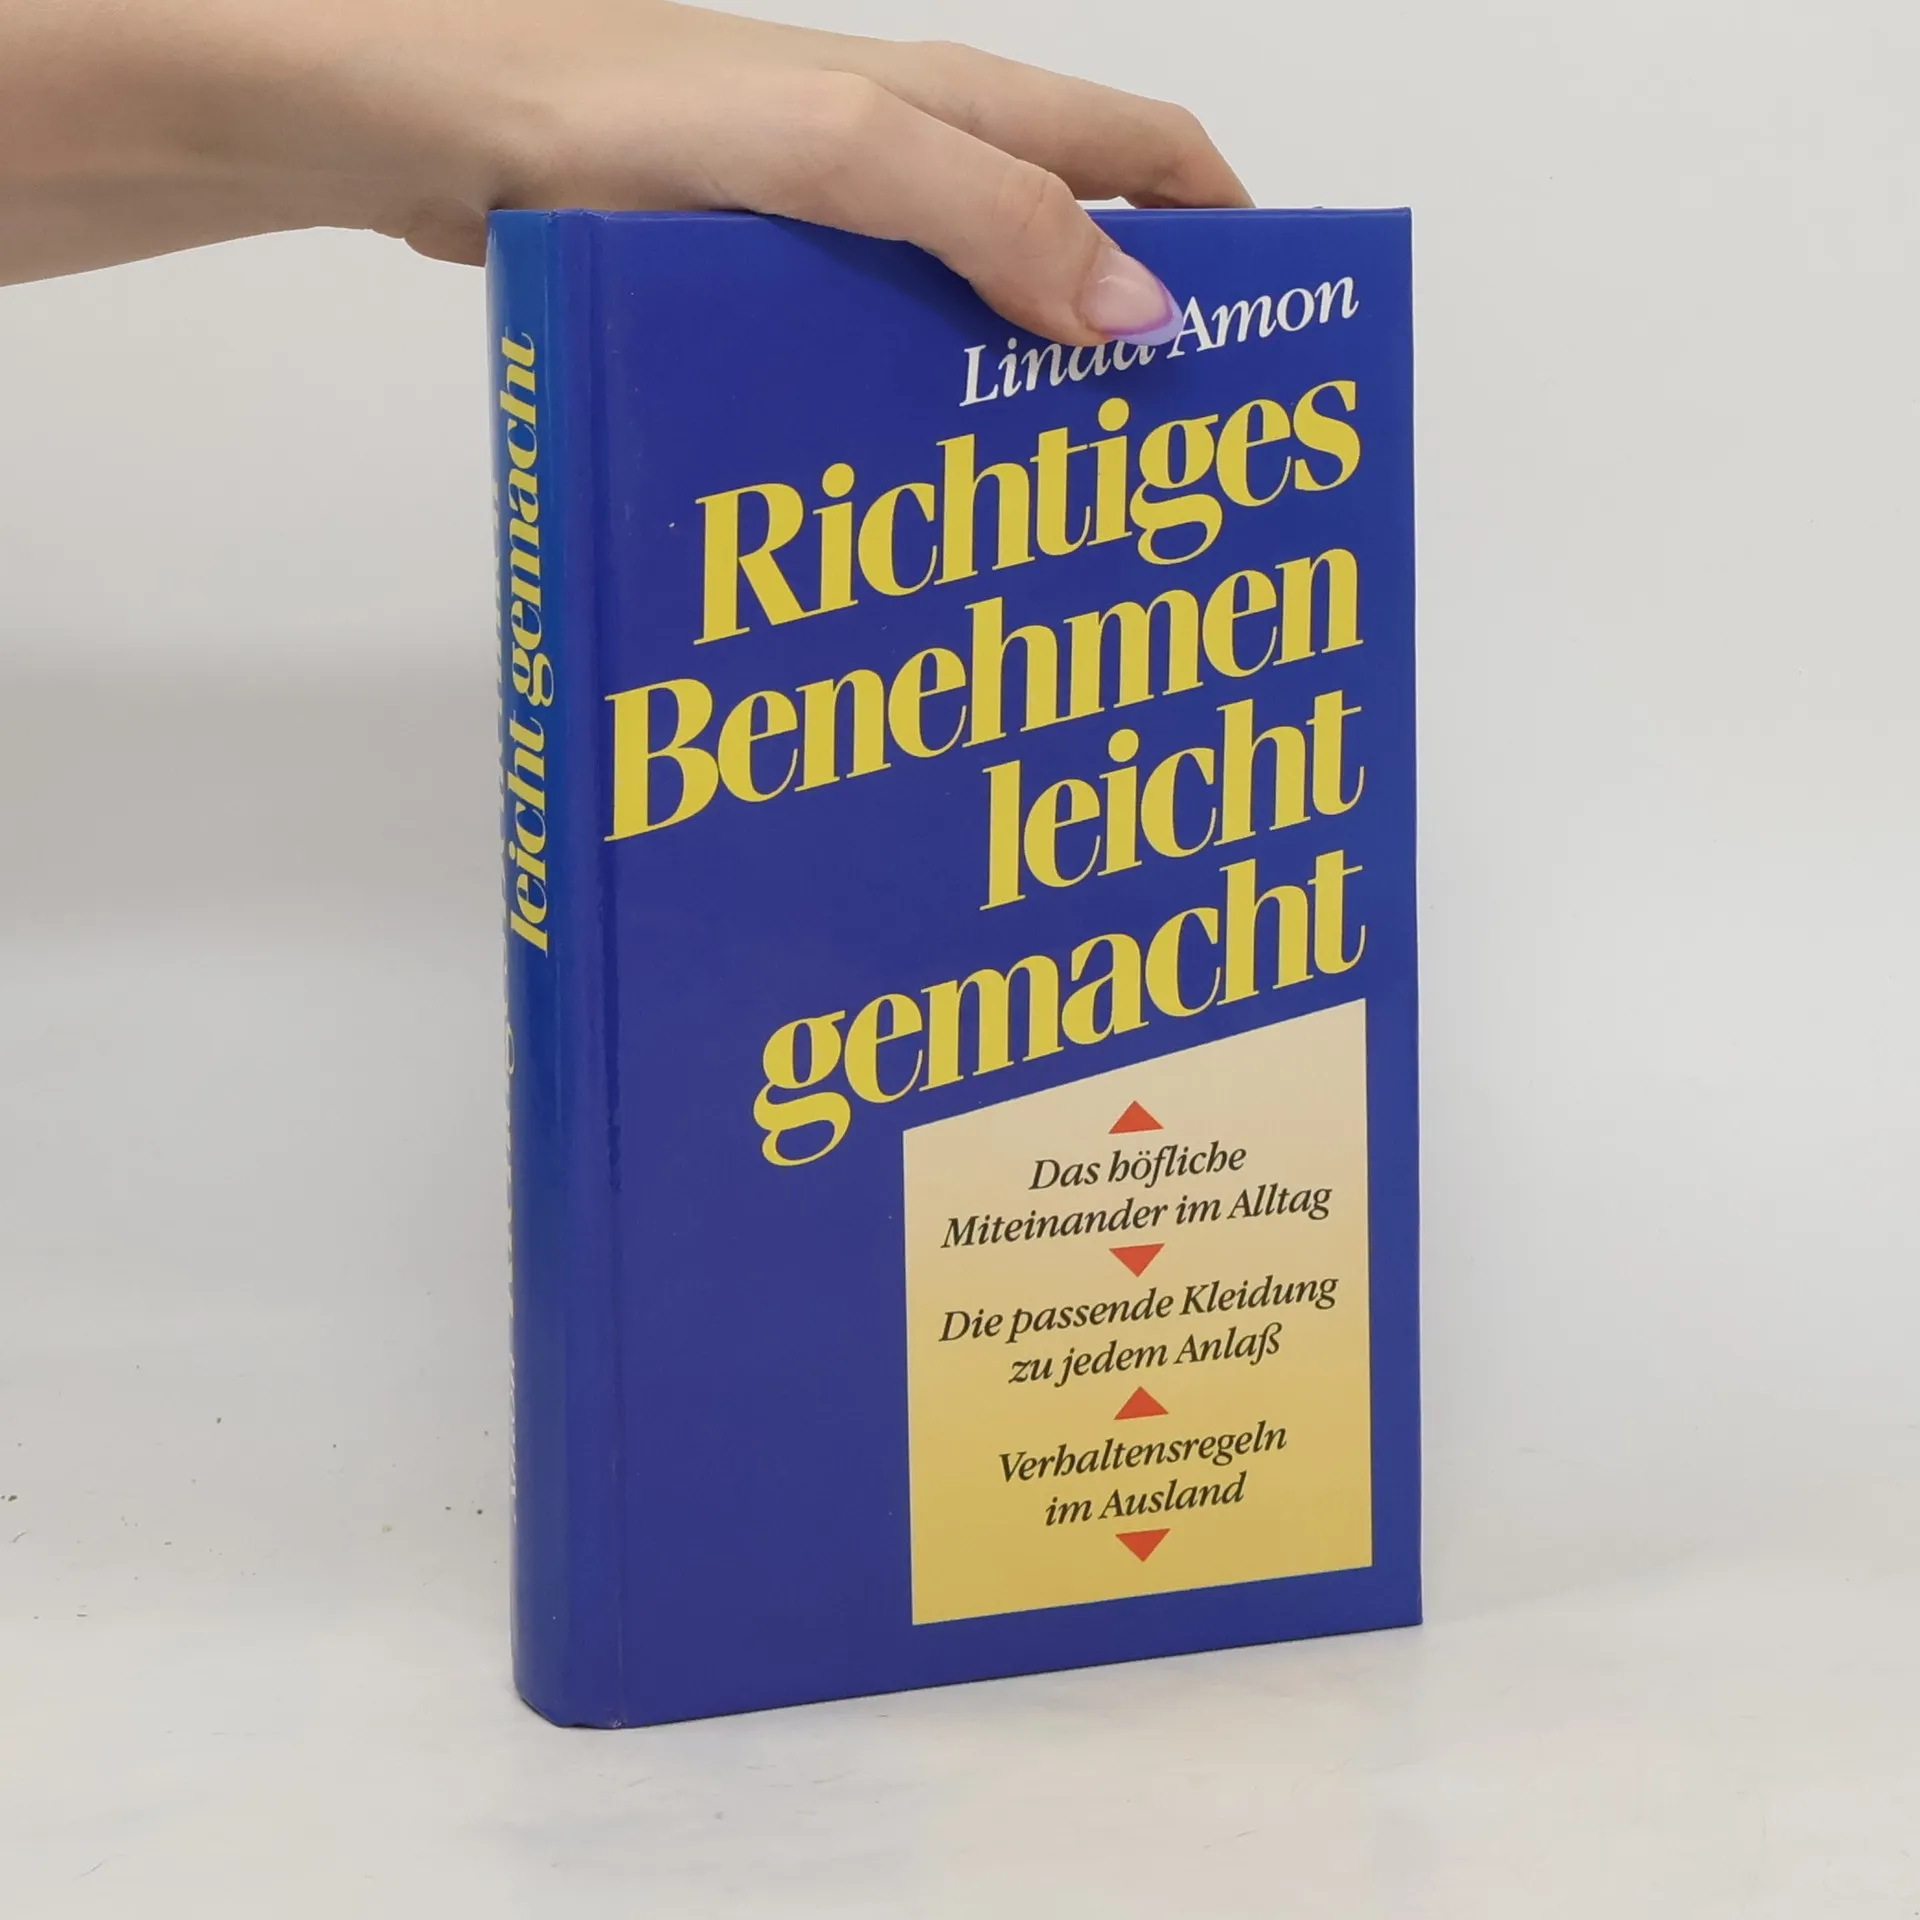 Linda Amon
Richtiges
Benehmen
leicht
gemacht
Das höfliche
Miteinander im Alltag
Die passende Kleidung
zu jedem Anlaß
Verhaltensregeln
im Ausland
leicht gemacht